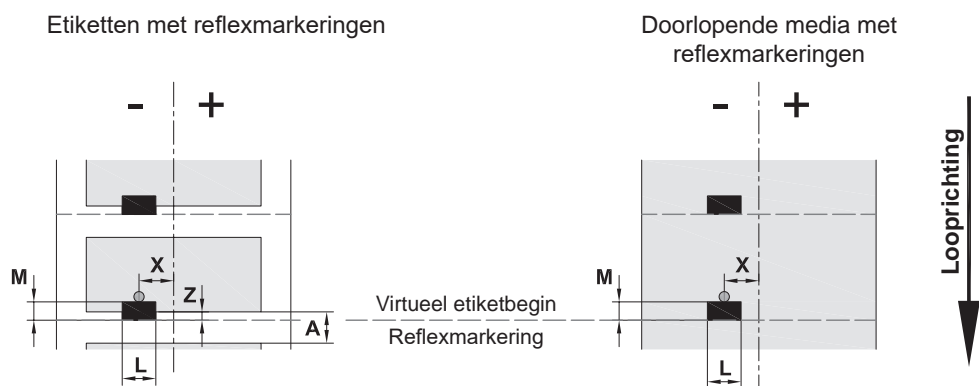 Etiketten met reflexmarkeringen
Doorlopende media met
reflexmarkeringen
- +
- +
Looprichting
X
M
Z
A
L
Virtueel etiketbegin
Reflexmarkering
X
M
L